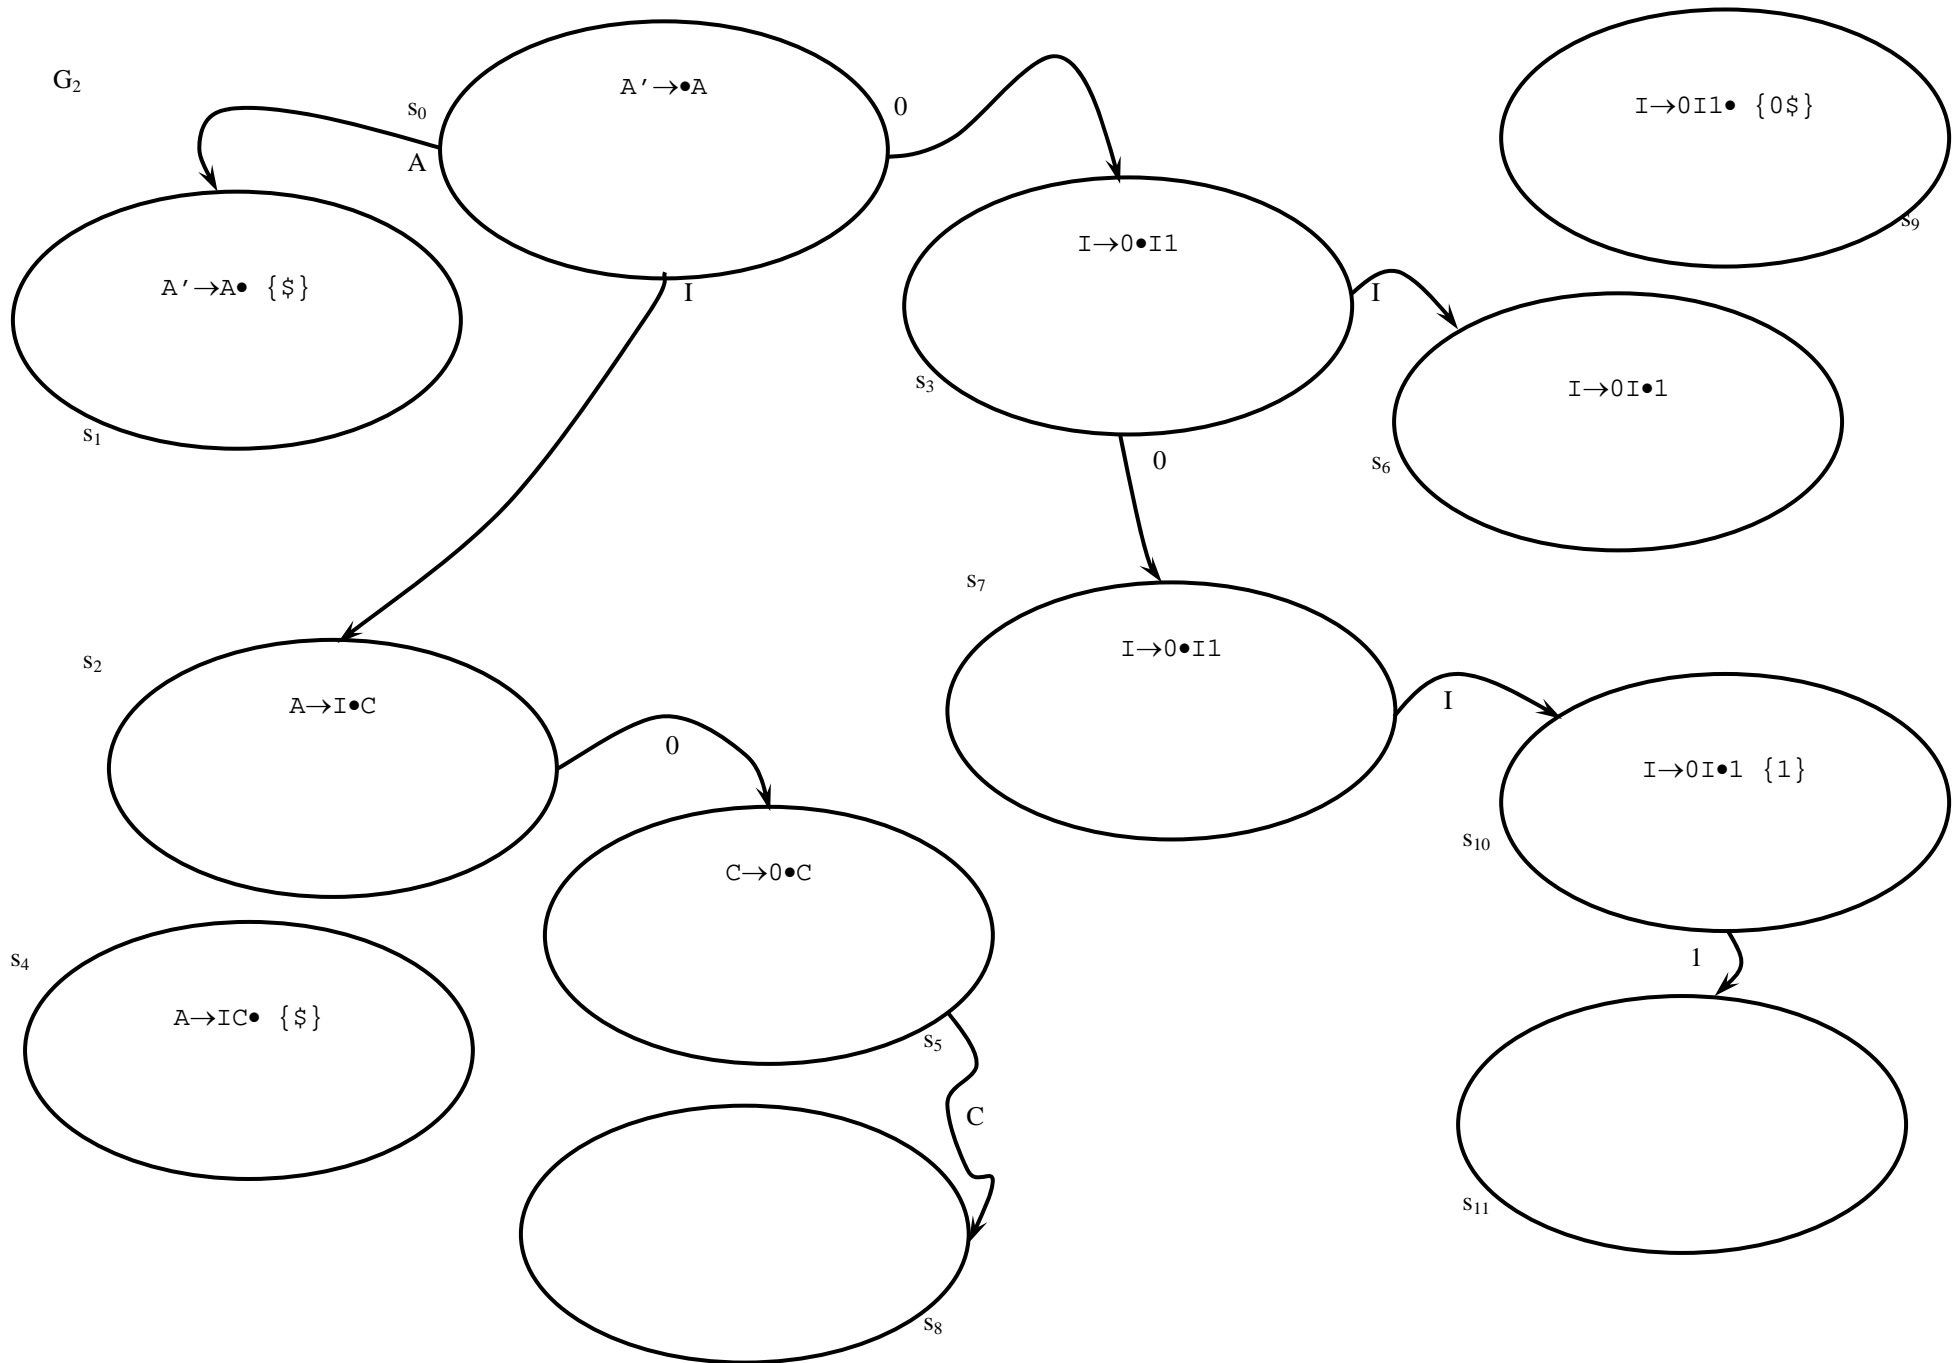 G₂
s₀
A'→•A
0
A
I
A'→A• {$}
s₁
I→0•I1
s₃
I
0
I→0I1• {0$}
s₉
I→0I•1
s₆
s₇
I→0•I1
I
s₂
A→I•C
0
C→0•C
s₅
C
I→0I•1 {1}
s₁₀
1
s₄
A→IC• {$}
s₈
s₁₁